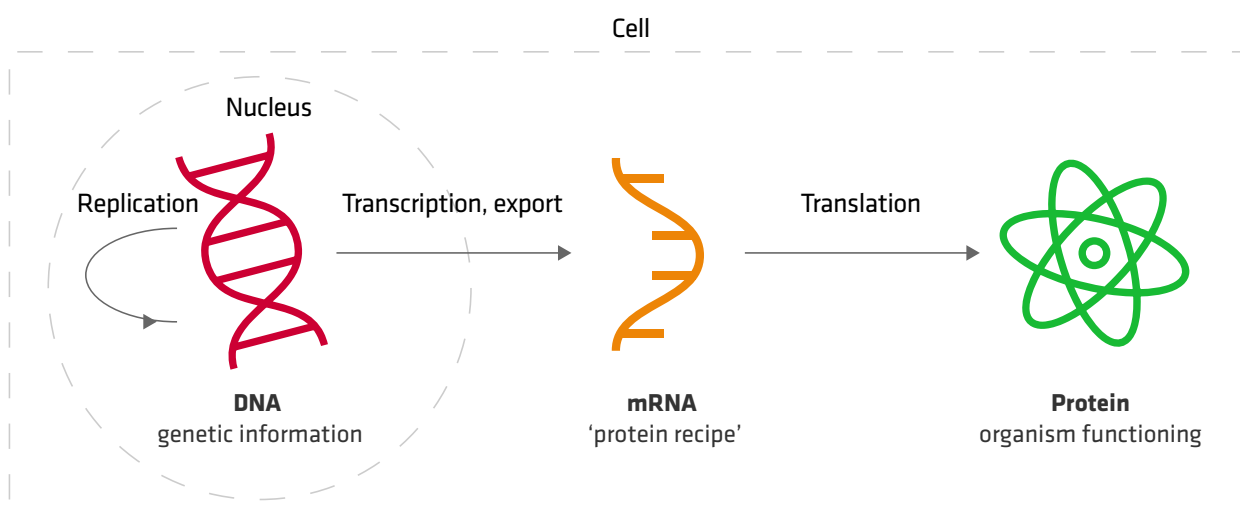 Cell
Nucleus
Replication
Transcription, export
Translation
DNA
genetic information
mRNA
‘protein recipe’
Protein
organism functioning